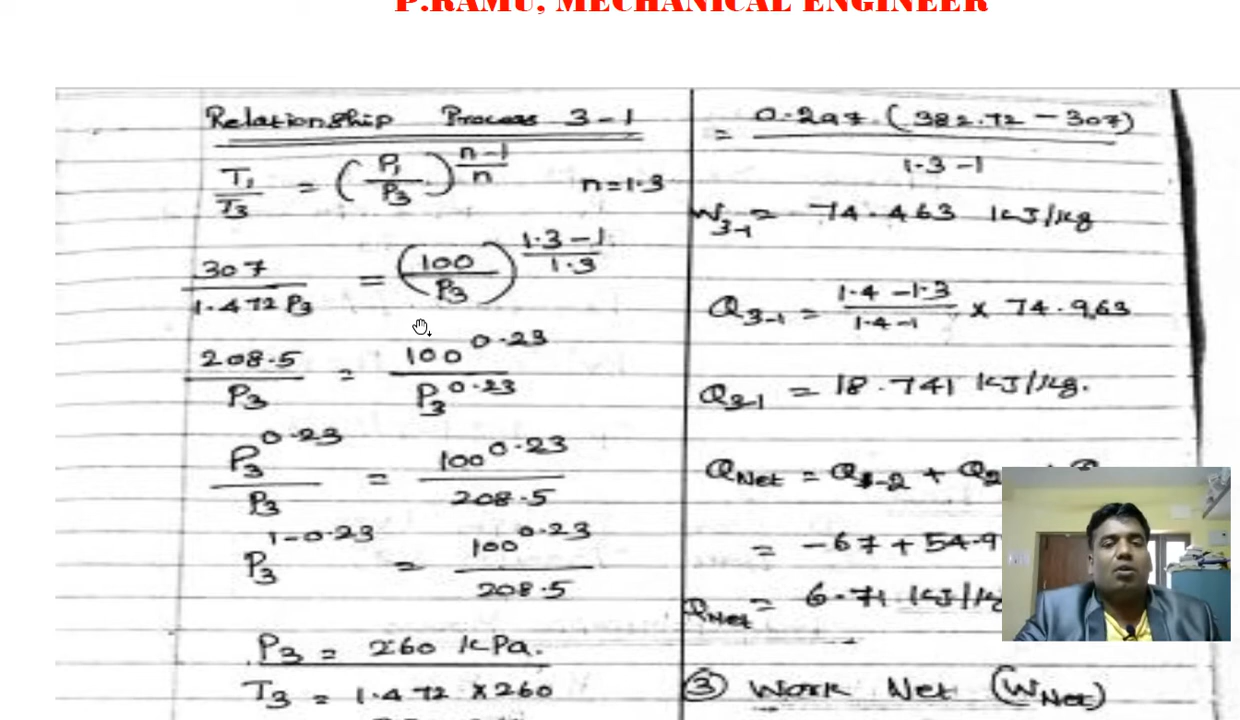 P.RAMU, MECHANICAL ENGINEER
Relationship Process 3-1
T1/T3 = (P1/P3)^(n-1/n) n=1.3
307/1.472 P3 = (100/P3)^(1.3-1/1.3)
208.5/P3 = 100^0.23/P3^0.23
P3^0.23/P3 = 100^0.23/208.5
P3^1-0.23 = 100^0.23/208.5
P3 = 260 kPa.
T3 = 1.472 x 260
= 0.297.(382.72-307)/1.3-1
W3-1 = 74.463 kJ/kg
Q3-1 = 1.4-1.3/1.4-1 x 74.963
Q31 = 18.741 kJ/kg.
QNet = Q1-2 + Q2
= -67+54.9
QNet = 6.71 kJ/k
③ Work Net (WNet)